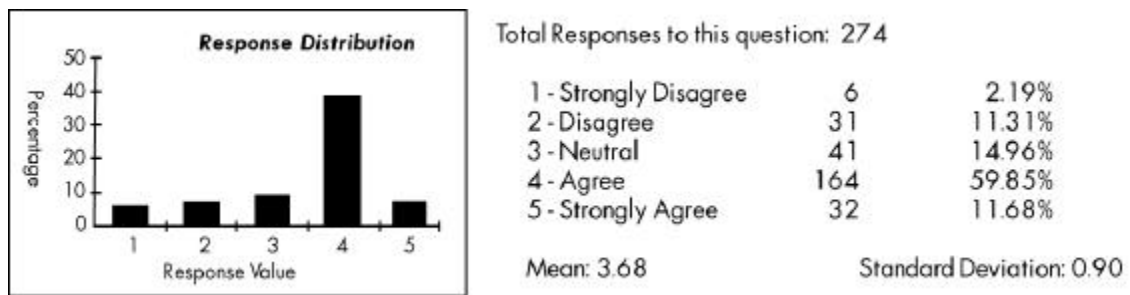 Response Distribution
50
40
30
20
10
0
Percentage
1 2 3 4 5
Response Value
Total Responses to this question: 274
1 - Strongly Disagree 6 2.19%
2 - Disagree 31 11.31%
3 - Neutral 41 14.96%
4 - Agree 164 59.85%
5 - Strongly Agree 32 11.68%
Mean: 3.68 Standard Deviation: 0.90